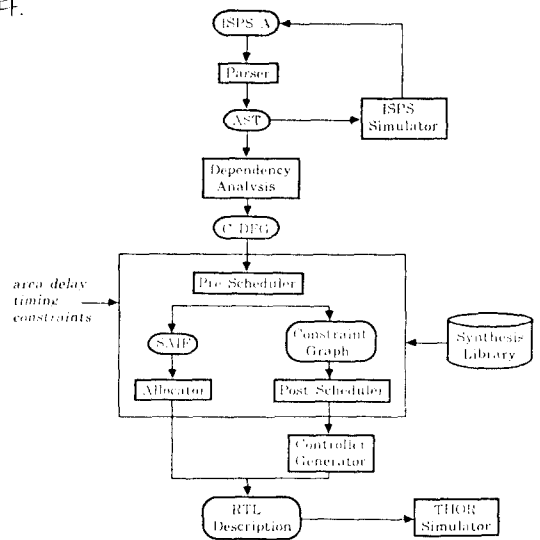 ISPS A
Parser
AST
ISPS
Simulator
Dependency
Analysis
C DFG
Pre Scheduler
area delay
timing
constraints
SAIF
Constraint
Graph
Synthesis
Library
Allocator
Post Scheduler
Controller
Generator
RTL
Description
THOR
Simulator